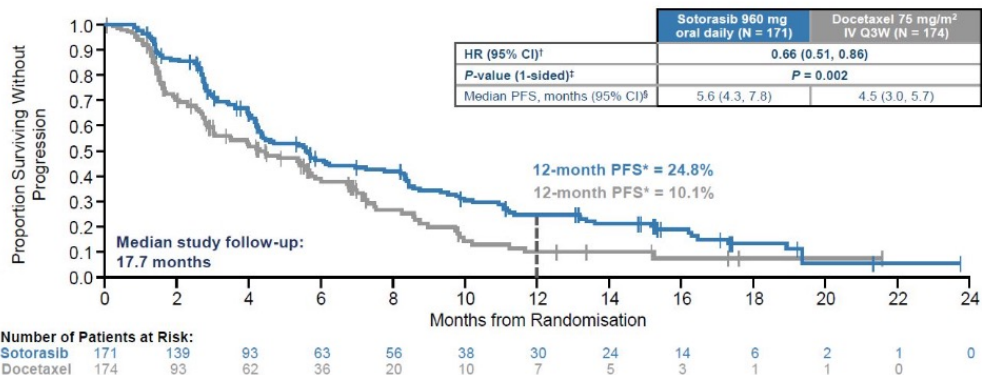 Sotorasib 960 mg
oral daily (N = 171)
Docetaxel 75 mg/m²
IV Q3W (N = 174)
HR (95% CI)† 0.66 (0.51, 0.86)
P-value (1-sided)‡ P = 0.002
Median PFS, months (95% CI)§ 5.6 (4.3, 7.8) 4.5 (3.0, 5.7)
Proportion Surviving Without
Progression
1.0
0.9
0.8
0.7
0.6
0.5
0.4
0.3
0.2
0.1
0.0
12-month PFS* = 24.8%
12-month PFS* = 10.1%
Median study follow-up:
17.7 months
0 2 4 6 8 10 12 14 16 18 20 22 24
Months from Randomisation
Number of Patients at Risk:
Sotorasib 171 139 93 63 56 38 30 24 14 6 2 1 0
Docetaxel 174 93 62 36 20 10 7 5 3 1 1 0